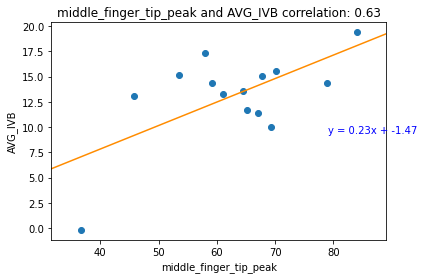 middle_finger_tip_peak and AVG_IVB correlation: 0.63
20.0
17.5
15.0
12.5
10.0
7.5
5.0
2.5
0.0
AVG_IVB
y = 0.23x + -1.47
40 50 60 70 80
middle_finger_tip_peak